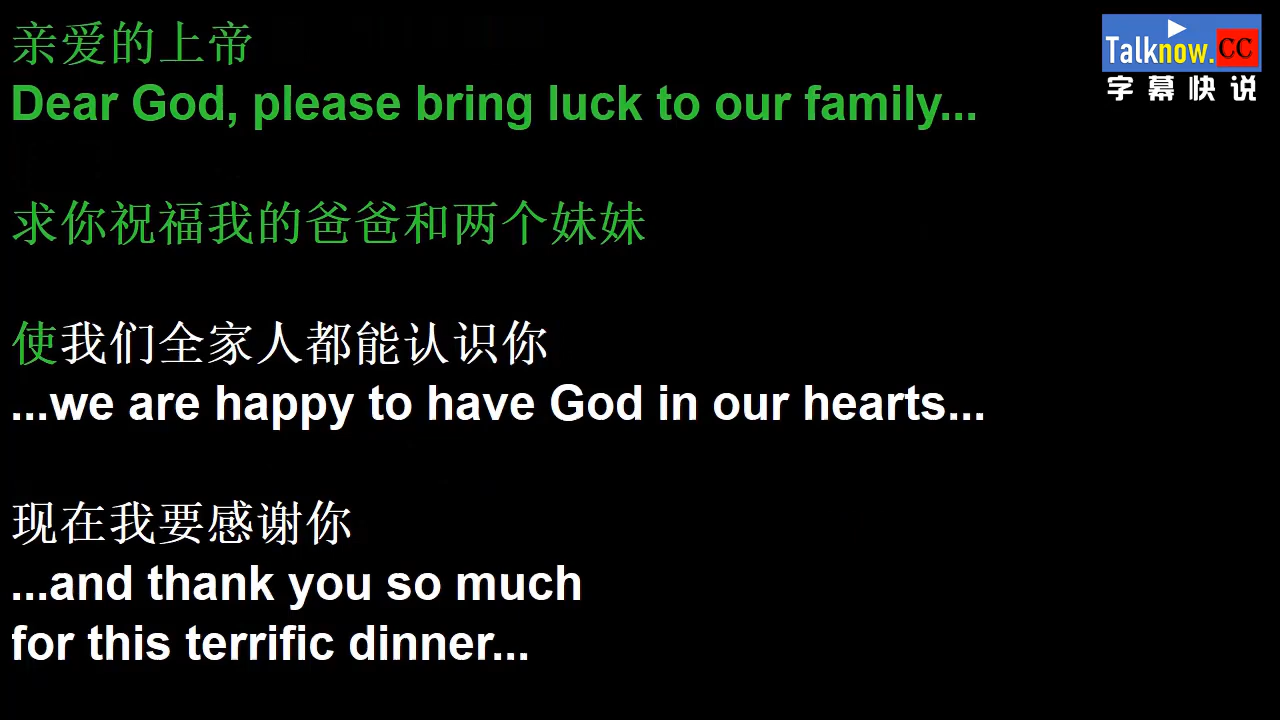 亲爱的上帝
Dear God, please bring luck to our family...
求你祝福我的爸爸和两个妹妹
使我们全家人都能认识你
...we are happy to have God in our hearts...
现在我要感谢你
...and thank you so much
for this terrific dinner...
Talknow.CC
字幕快说